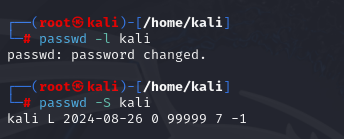 ┌──(root㉿kali)-[/home/kali]
└─# passwd -l kali
passwd: password changed.
┌──(root㉿kali)-[/home/kali]
└─# passwd -S kali
kali L 2024-08-26 0 99999 7 -1